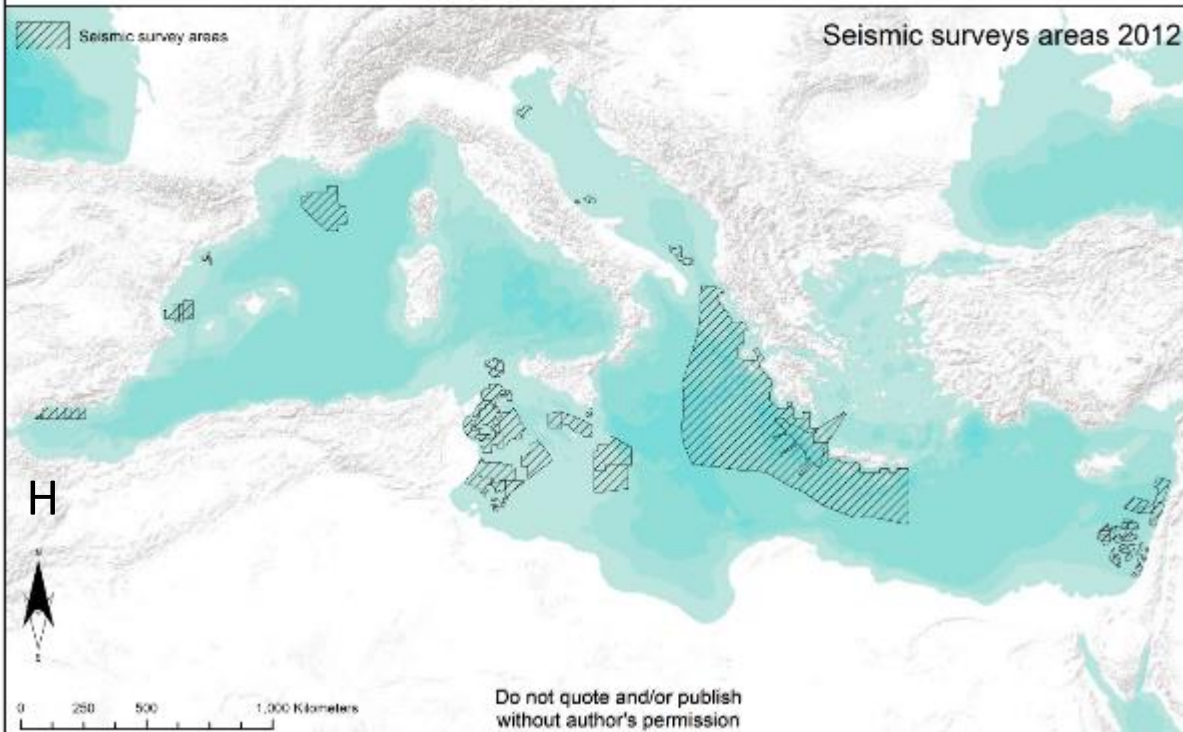 Seismic survey areas
Seismic surveys areas 2012
H
N
S
0 250 500 1,000 Kilometers
Do not quote and/or publish
without author's permission